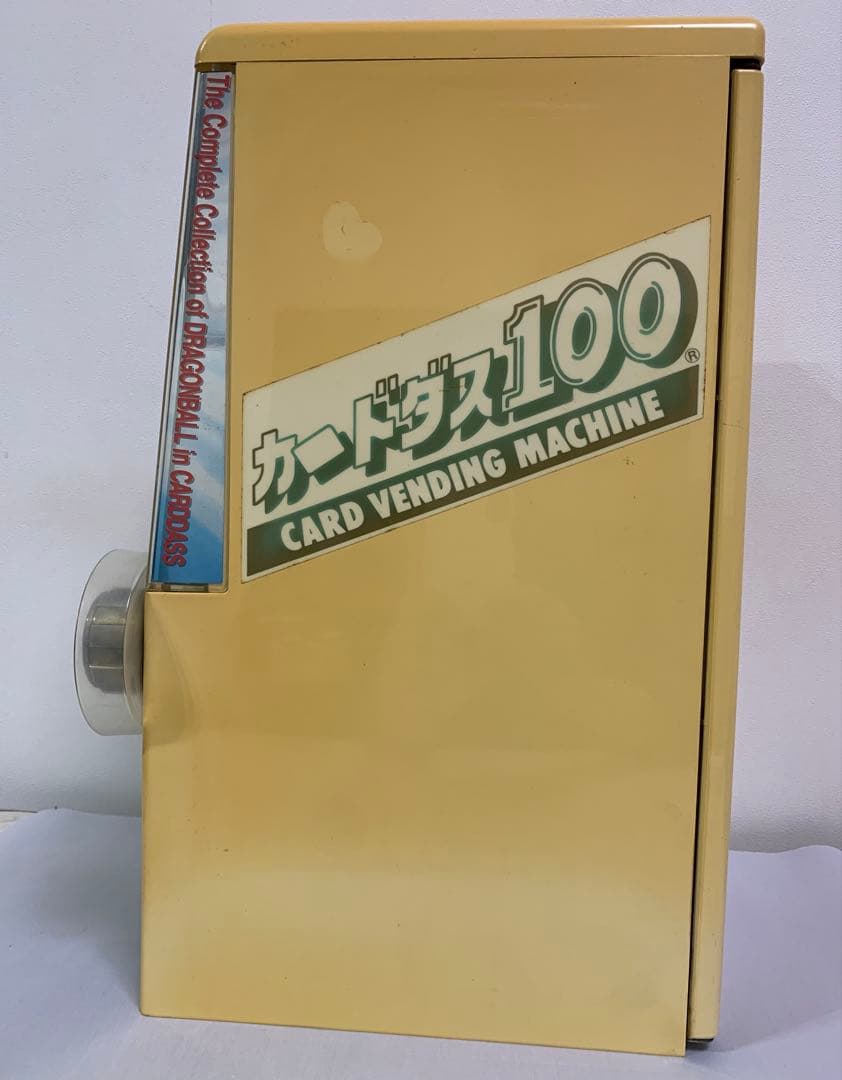 The Complete Collection of DRAGONBALL in CARDDASS
カードダス100®
CARD VENDING MACHINE